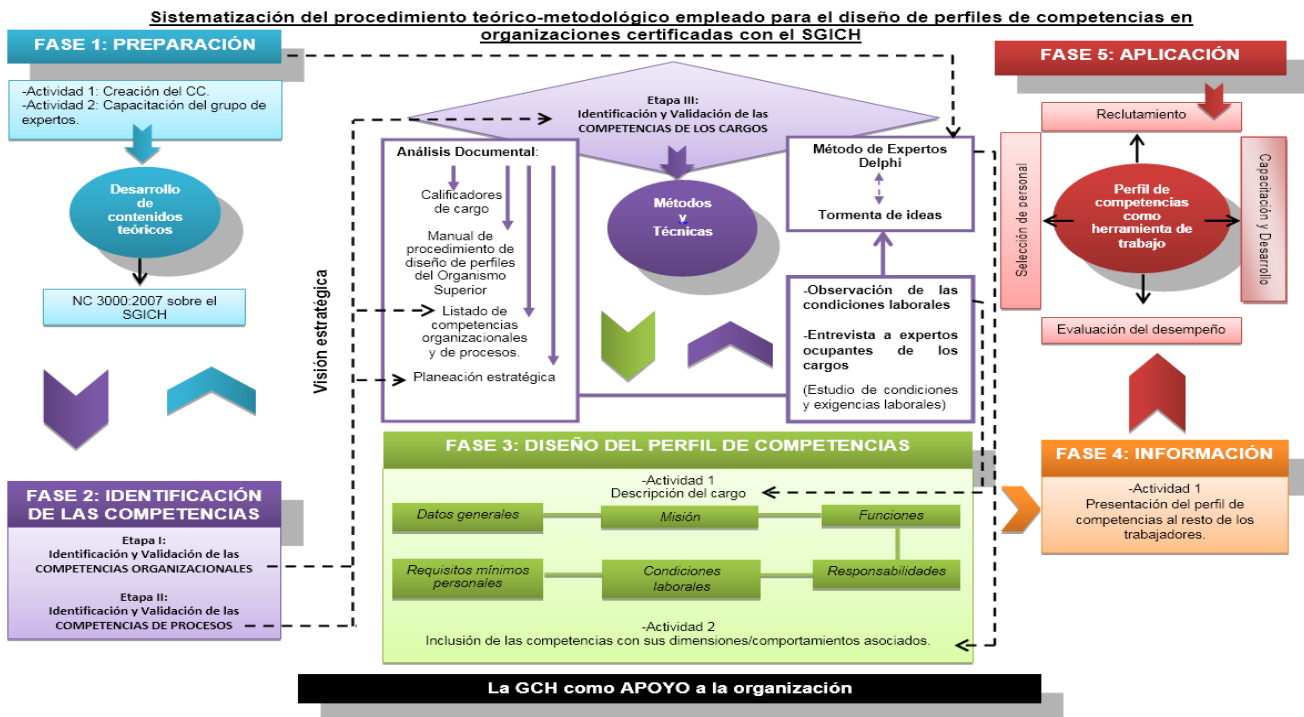 Sistematización del procedimiento teórico-metodológico empleado para el diseño de perfiles de competencias en
organizaciones certificadas con el SGICH
FASE 1: PREPARACIÓN
-Actividad 1: Creación del CC.
-Actividad 2: Capacitación del grupo de
expertos.
Desarrollo
de
contenidos
teóricos
NC 3000:2007 sobre el
SGICH
FASE 2: IDENTIFICACIÓN
DE LAS COMPETENCIAS
Etapa I:
Identificación y Validación de las
COMPETENCIAS ORGANIZACIONALES
Etapa II:
Identificación y Validación de las
COMPETENCIAS DE PROCESOS
Visión estratégica
Etapa III:
Identificación y Validación de las
COMPETENCIAS DE LOS CARGOS
Análisis Documental:
Calificadores
de cargo
Manual de
procedimiento de
diseño de perfiles
del Organismo
Superior
Listado de
competencias
organizacionales
y de procesos.
Planeación estratégica
Métodos
y
Técnicas
Método de Expertos
Delphi
Tormenta de ideas
-Observación de las
condiciones laborales
-Entrevista a expertos
ocupantes de los
cargos
(Estudio de condiciones
y exigencias laborales)
FASE 3: DISEÑO DEL PERFIL DE COMPETENCIAS
-Actividad 1
Descripción del cargo
Datos generales
Misión
Funciones
Requisitos mínimos
personales
Condiciones
laborales
Responsabilidades
-Actividad 2
Inclusión de las competencias con sus dimensiones/comportamientos asociados.
FASE 4: INFORMACIÓN
-Actividad 1
Presentación del perfil de
competencias al resto de los
trabajadores.
FASE 5: APLICACIÓN
Reclutamiento
Selección de personal
Perfil de
competencias
como
herramienta de
trabajo
Capacitación y Desarrollo
Evaluación del desempeño
La GCH como APOYO a la organización